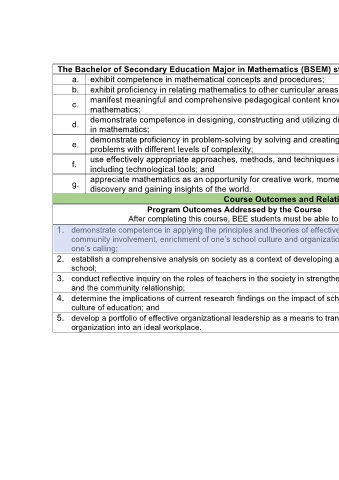 The Bachelor of Secondary Education Major in Mathematics (BSEM) st
a. exhibit competence in mathematical concepts and procedures;
b. exhibit proficiency in relating mathematics to other curricular areas
c. manifest meaningful and comprehensive pedagogical content know
mathematics;
d. demonstrate competence in designing, constructing and utilizing di
in mathematics;
e. demonstrate proficiency in problem-solving by solving and creating
problems with different levels of complexity;
f. use effectively appropriate approaches, methods, and techniques i
including technological tools; and
g. appreciate mathematics as an opportunity for creative work, mome
discovery and gaining insights of the world.
Course Outcomes and Relati
Program Outcomes Addressed by the Course
After completing this course, BEE students must be able to
1. demonstrate competence in applying the principles and theories of effective
community involvement, enrichment of one's school culture and organizatio
one's calling;
2. establish a comprehensive analysis on society as a context of developing a
school;
3. conduct reflective inquiry on the roles of teachers in the society in strengthe
and the community relationship;
4. determine the implications of current research findings on the impact of sch
culture of education; and
5. develop a portfolio of effective organizational leadership as a means to tran
organization into an ideal workplace.